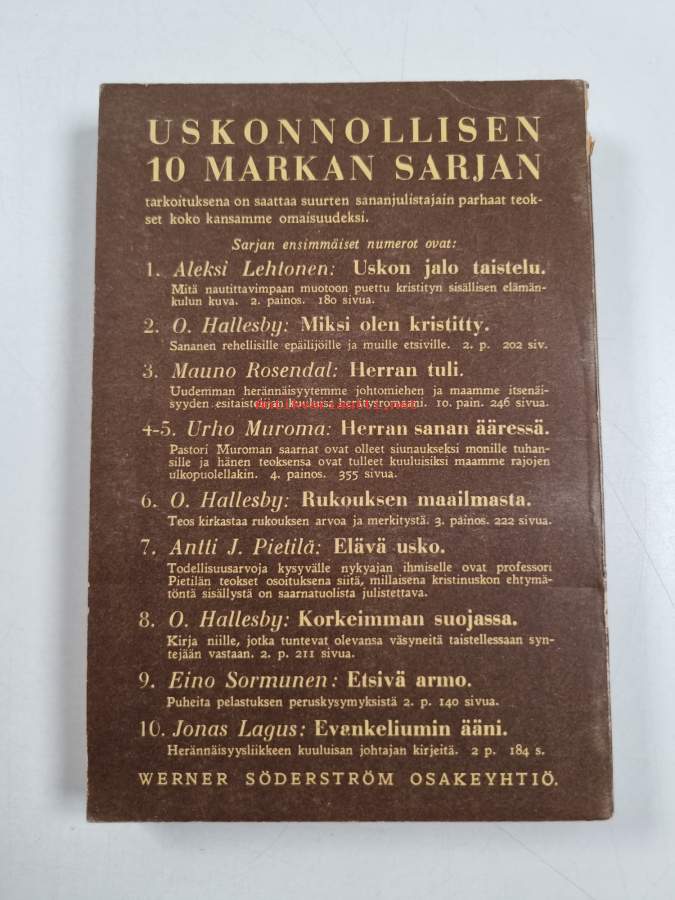 USKONNOLLISEN
10 MARKAN SARJAN
tarkoituksena on saattaa suurten sananjulistajain parhaat teok-
set koko kansamme omaisuudeksi.
Sarjan ensimmäiset numerot ovat:
1. Aleksi Lehtonen: Uskon jalo taistelu.
Mitä nautittavimpaan muotoon puettu kristityn sisällisen elämän-
kulun kuva. 2. painos. 180 sivua.
2. O. Hallesby: Miksi olen kristitty.
Sananen rehellisille epäilijöille ja muille etsiville. 2. p. 202 siv.
3. Mauno Rosendal: Herran tuli.
Uudemman herännäisyytemme johtomiehen ja maamme itsenäi-
syyden esitaistelijan kuuluisa herätysromaani. 10. pain. 246 sivua.
4-5. Urho Muroma: Herran sanan ääressä.
Pastori Muroman saarnat ovat olleet siunaukseksi monille tuhan-
sille ja hänen teoksensa ovat tulleet kuuluisiksi maamme rajojen
ulkopuolellakin. 4. painos. 355 sivua.
6. O. Hallesby: Rukouksen maailmasta.
Teos kirkastaa rukouksen arvoa ja merkitystä. 3. painos. 222 sivua.
7. Antti J. Pietilä: Elävä usko.
Todellisuusarvoja kysyvälle nykyajan ihmiselle ovat professori
Pietilän teokset osoituksena siitä, millaisena kristinuskon ehtymä-
töntä sisällystä on saarnatuolista julistettava.
8. O. Hallesby: Korkeimman suojassa.
Kirja niille, jotka tuntevat olevansa väsyneitä taistellessaan syn-
tejään vastaan. 2. p. 211 sivua.
9. Eino Sormunen: Etsivä armo.
Puheita pelastuksen peruskysymyksistä 2. p. 140 sivua.
10. Jonas Lagus: Evankeliumin ääni.
Herännäisyysliikkeen kuuluisan johtajan kirjeitä. 2 p. 184 s.
WERNER SÖDERSTRÖM OSAKEYHTIÖ.